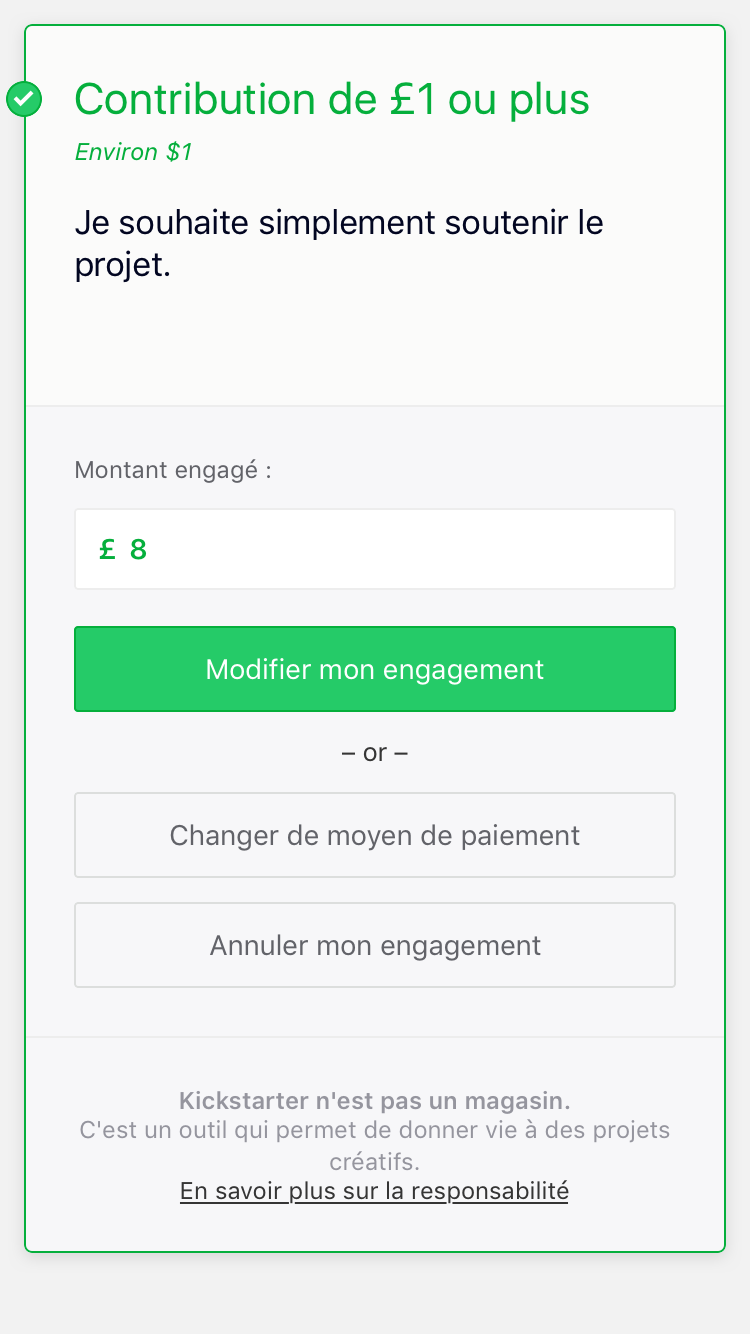 Contribution de £1 ou plus
Environ $1
Je souhaite simplement soutenir le
projet.
Montant engagé :
£ 8
Modifier mon engagement
– or –
Changer de moyen de paiement
Annuler mon engagement
Kickstarter n'est pas un magasin.
C'est un outil qui permet de donner vie à des projets
créatifs.
En savoir plus sur la responsabilité